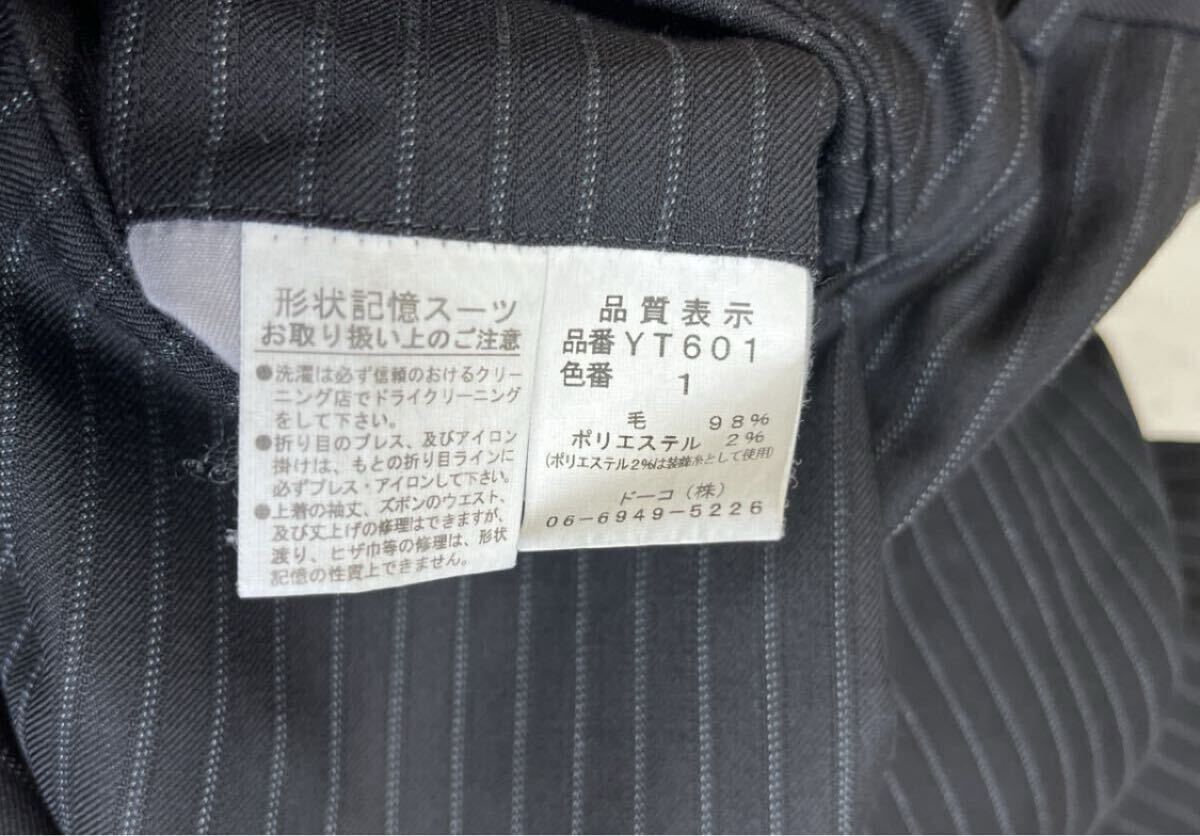 形状記憶スーツ
お取り扱い上のご注意
●洗濯は必ず信頼のおけるクリー
ニング店でドライクリーニング
をして下さい。
●折り目のプレス、及びアイロン
掛けは、もとの折り目ラインに
必ずプレス・アイロンして下さい。
●上着の袖丈、ズボンのウエスト、
及び丈上げの修理はできますが、
渡り、ヒザ巾等の修理は、形状
記憶の性質上できません。
品質表示
品番 YT601
色番 1
毛 98%
ポリエステル 2%
(ポリエステル2%は装飾糸として使用)
ドーコ(株)
06-6949-5226